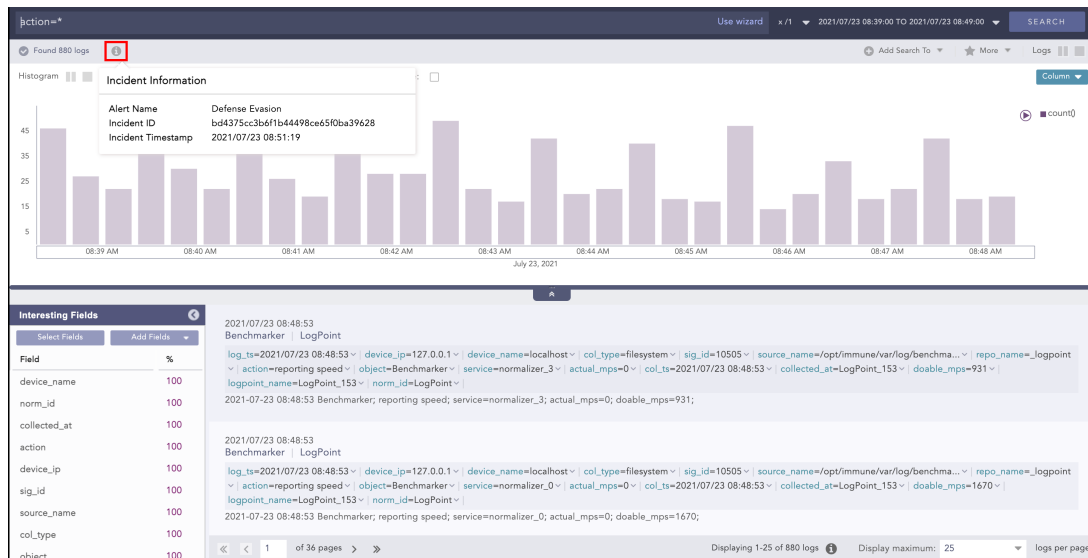 action=*
Use wizard x /1 2021/07/23 08:39:00 TO 2021/07/23 08:49:00 SEARCH
Found 880 logs
Add Search To More Logs
Histogram
Column
Incident Information
Alert Name Defense Evasion
Incident ID bd4375cc3b6f1b44498ce65f0ba39628
Incident Timestamp 2021/07/23 08:51:19
count()
45
35
25
15
5
08:39 AM 08:40 AM 08:41 AM 08:42 AM 08:43 AM 08:44 AM 08:45 AM 08:46 AM 08:47 AM 08:48 AM
July 23, 2021
Interesting Fields
Select Fields Add Fields
Field %
device_name 100
norm_id 100
collected_at 100
action 100
device_ip 100
sig_id 100
source_name 100
col_type 100
object 100
2021/07/23 08:48:53
Benchmarker | LogPoint
log_ts=2021/07/23 08:48:53 | device_ip=127.0.0.1 | device_name=localhost | col_type=filesystem | sig_id=10505 | source_name=/opt/immune/var/log/benchma... | repo_name=_logpoint
| action=reporting speed | object=Benchmarker | service=normalizer_3 | actual_mps=0 | col_ts=2021/07/23 08:48:53 | collected_at=LogPoint_153 | doable_mps=931 |
logpoint_name=LogPoint_153 | norm_id=LogPoint |
2021-07-23 08:48:53 Benchmarker; reporting speed; service=normalizer_3; actual_mps=0; doable_mps=931;
2021/07/23 08:48:53
Benchmarker | LogPoint
log_ts=2021/07/23 08:48:53 | device_ip=127.0.0.1 | device_name=localhost | col_type=filesystem | sig_id=10505 | source_name=/opt/immune/var/log/benchma... | repo_name=_logpoint
| action=reporting speed | object=Benchmarker | service=normalizer_0 | actual_mps=0 | col_ts=2021/07/23 08:48:53 | collected_at=LogPoint_153 | doable_mps=1670 |
logpoint_name=LogPoint_153 | norm_id=LogPoint |
2021-07-23 08:48:53 Benchmarker; reporting speed; service=normalizer_0; actual_mps=0; doable_mps=1670;
1 of 36 pages Displaying 1-25 of 880 logs Display maximum: 25 logs per page